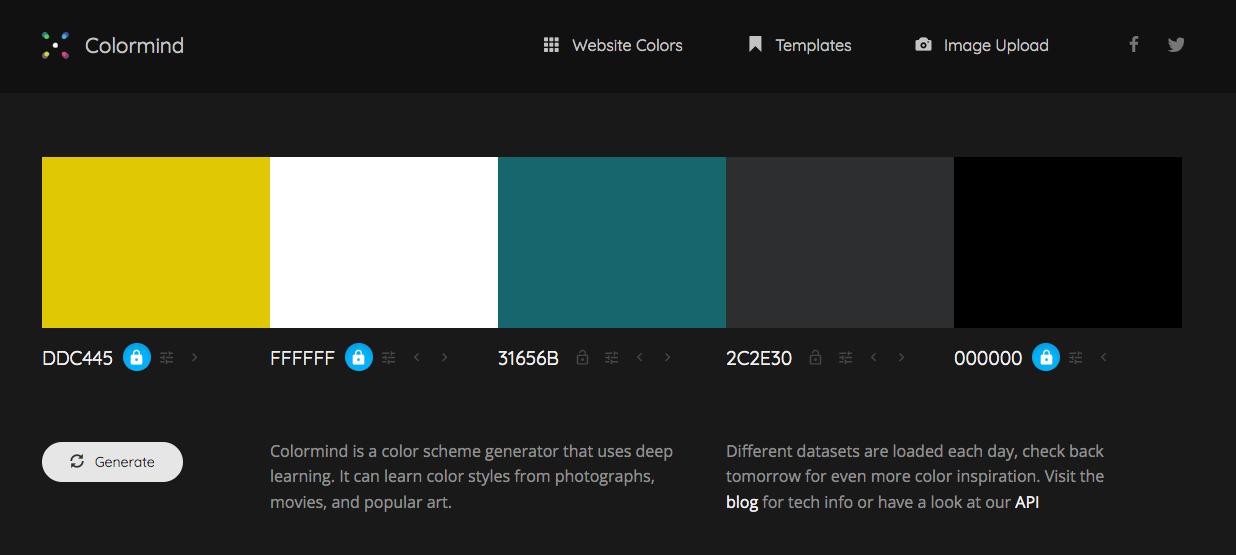 Colormind
Website Colors
Templates
Image Upload
DDC445
FFFFFF
31656B
2C2E30
000000
Generate
Colormind is a color scheme generator that uses deep
learning. It can learn color styles from photographs,
movies, and popular art.
Different datasets are loaded each day, check back
tomorrow for even more color inspiration. Visit the
blog for tech info or have a look at our API